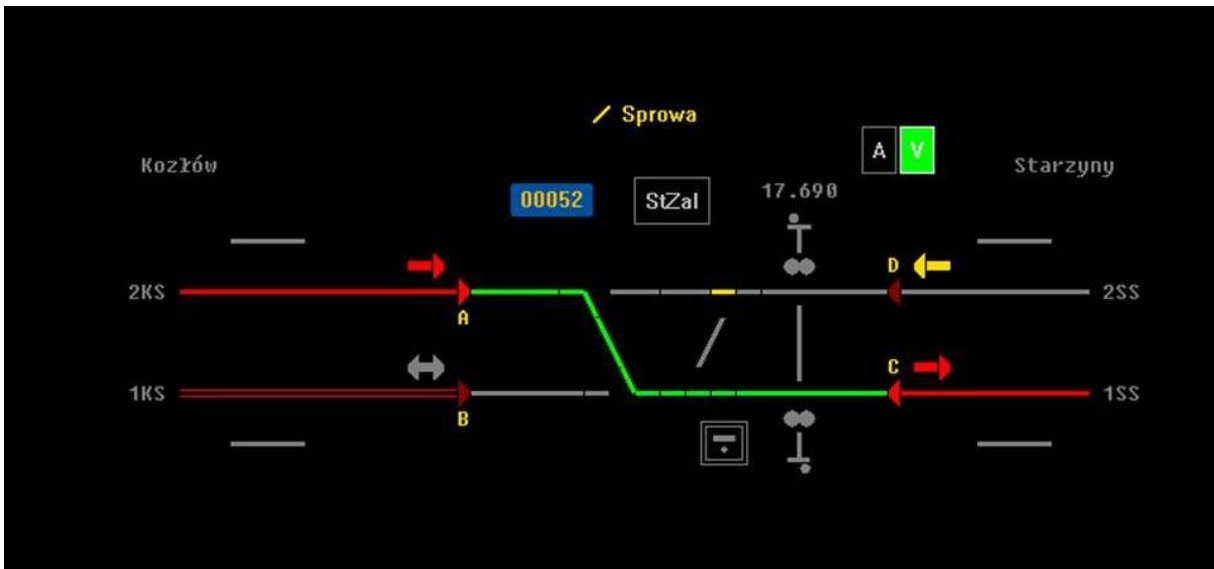 Sprowa
A V
Kozłów
Starzyny
00052
StZal
17.690
D
2KS
2SS
A
C
1KS
1SS
B